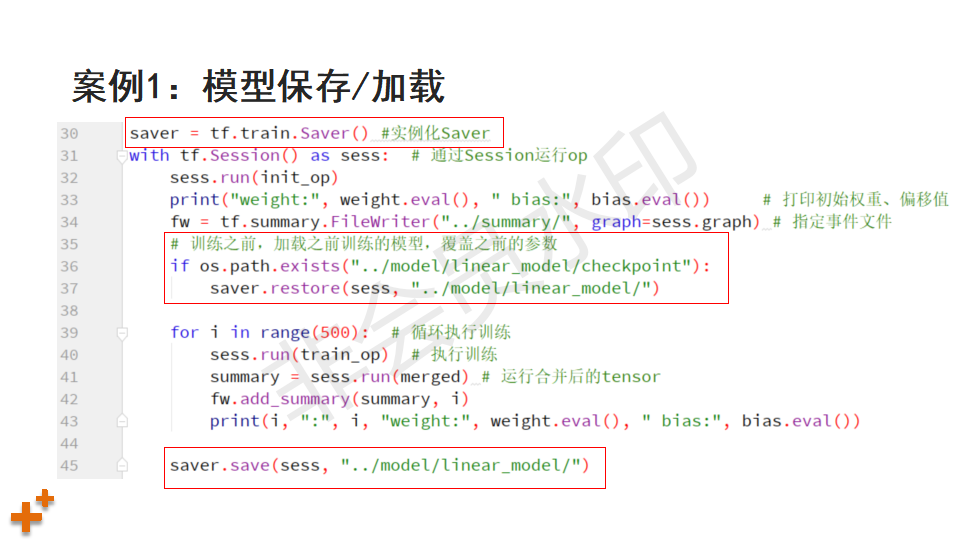 案例1：模型保存/加载
30 saver = tf.train.Saver() #实例化Saver
31 with tf.Session() as sess:  # 通过Session运行op
32     sess.run(init_op)
33     print("weight:", weight.eval(), " bias:", bias.eval())     # 打印初始权重、偏移值
34     fw = tf.summary.FileWriter("../summary/", graph=sess.graph) # 指定事件文件
35     # 训练之前，加载之前训练的模型，覆盖之前的参数
36     if os.path.exists("../model/linear_model/checkpoint"):
37         saver.restore(sess, "../model/linear_model/")
38
39     for i in range(500):  # 循环执行训练
40         sess.run(train_op)  # 执行训练
41         summary = sess.run(merged) # 运行合并后的tensor
42         fw.add_summary(summary, i)
43         print(i, ":", i, "weight:", weight.eval(), " bias:", bias.eval())
44
45     saver.save(sess, "../model/linear_model/")
非会员水印